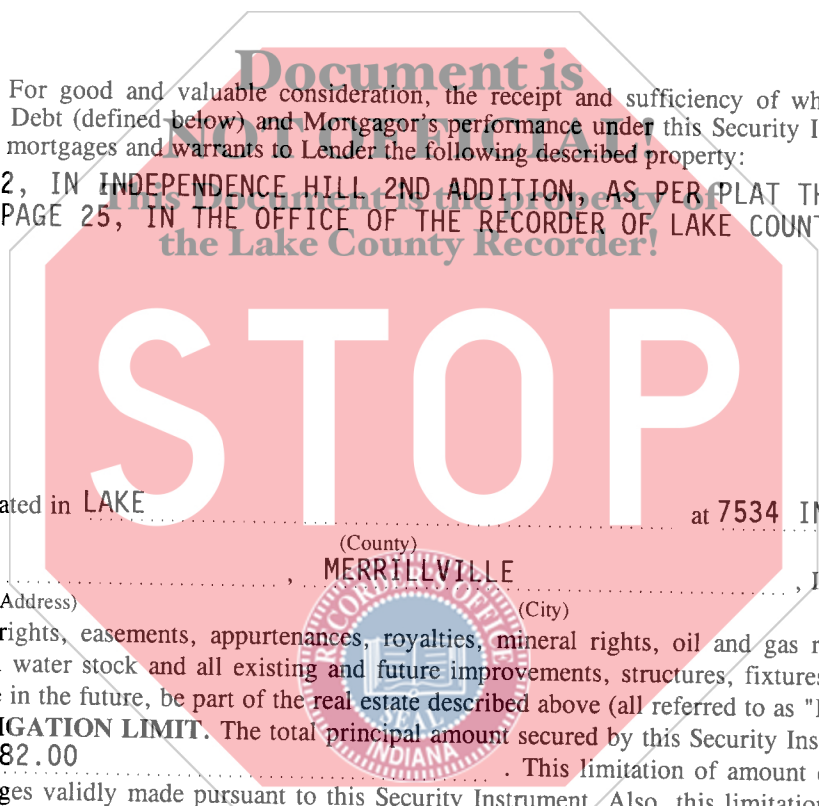 Document is
For good and valuable consideration, the receipt and sufficiency of wh
Debt (defined below) and Mortgagor's performance under this Security I
NOT OFFICIAL!
mortgages and warrants to Lender the following described property:
2, IN INDEPENDENCE HILL 2ND ADDITION, AS PER PLAT TH
This Document is the property of
PAGE 25, IN THE OFFICE OF THE RECORDER OF LAKE COUNT
the Lake County Recorder!
STOP
ated in LAKE at 7534 IN
(County)
, MERRILLVILLE , I
Address) (City)
RECORDER'S OFFICE
rights, easements, appurtenances, royalties, mineral rights, oil and gas r
water stock and all existing and future improvements, structures, fixtures
e in the future, be part of the real estate described above (all referred to as "
SEAL
IGATION LIMIT. The total principal amount secured by this Security Ins
INDIANA
82.00 . This limitation of amount
ges validly made pursuant to this Security Instrument. Also, this limitation